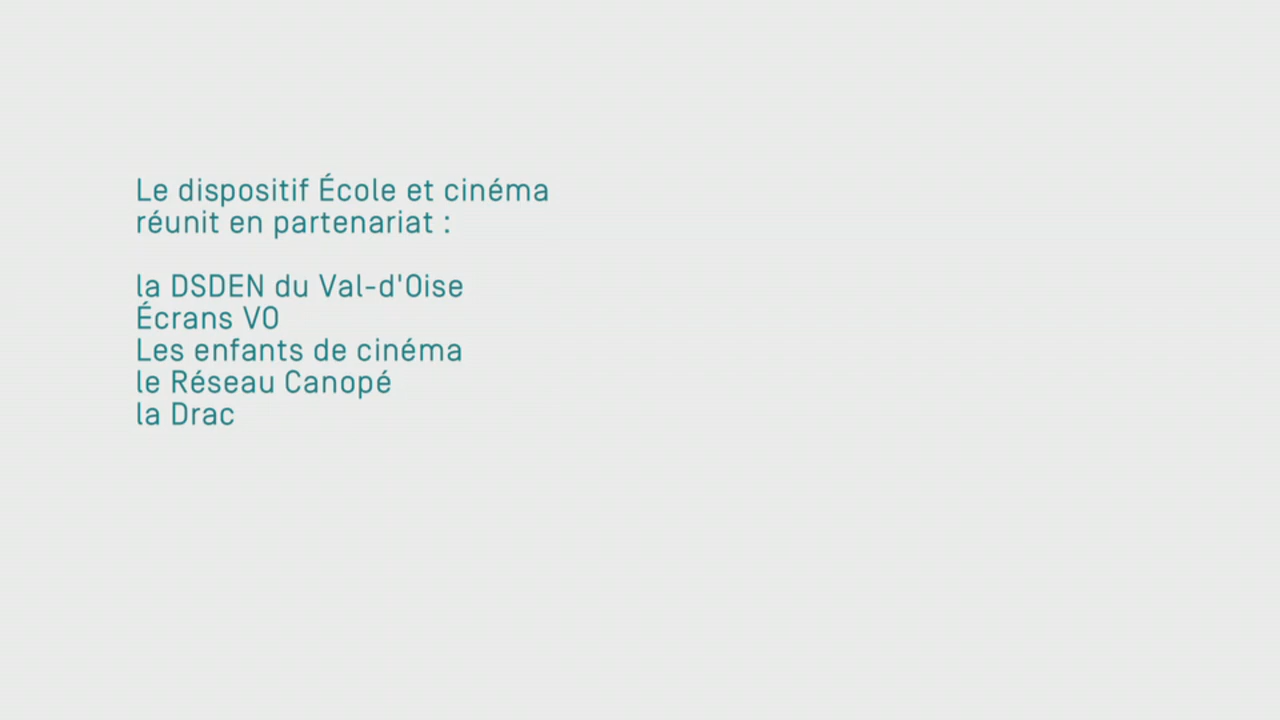 Le dispositif École et cinéma
réunit en partenariat :
la DSDEN du Val-d'Oise
Écrans VO
Les enfants de cinéma
le Réseau Canopé
la Drac